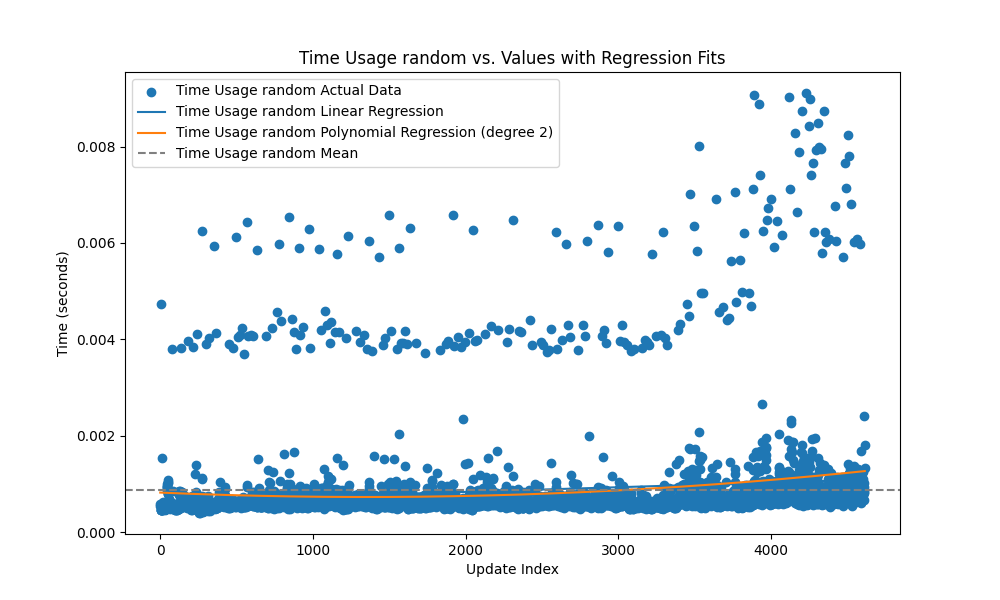 Time Usage random vs. Values with Regression Fits
Time Usage random Actual Data
Time Usage random Linear Regression
Time Usage random Polynomial Regression (degree 2)
Time Usage random Mean
0.008
0.006
0.004
0.002
0.000
Time (seconds)
0 1000 2000 3000 4000
Update Index